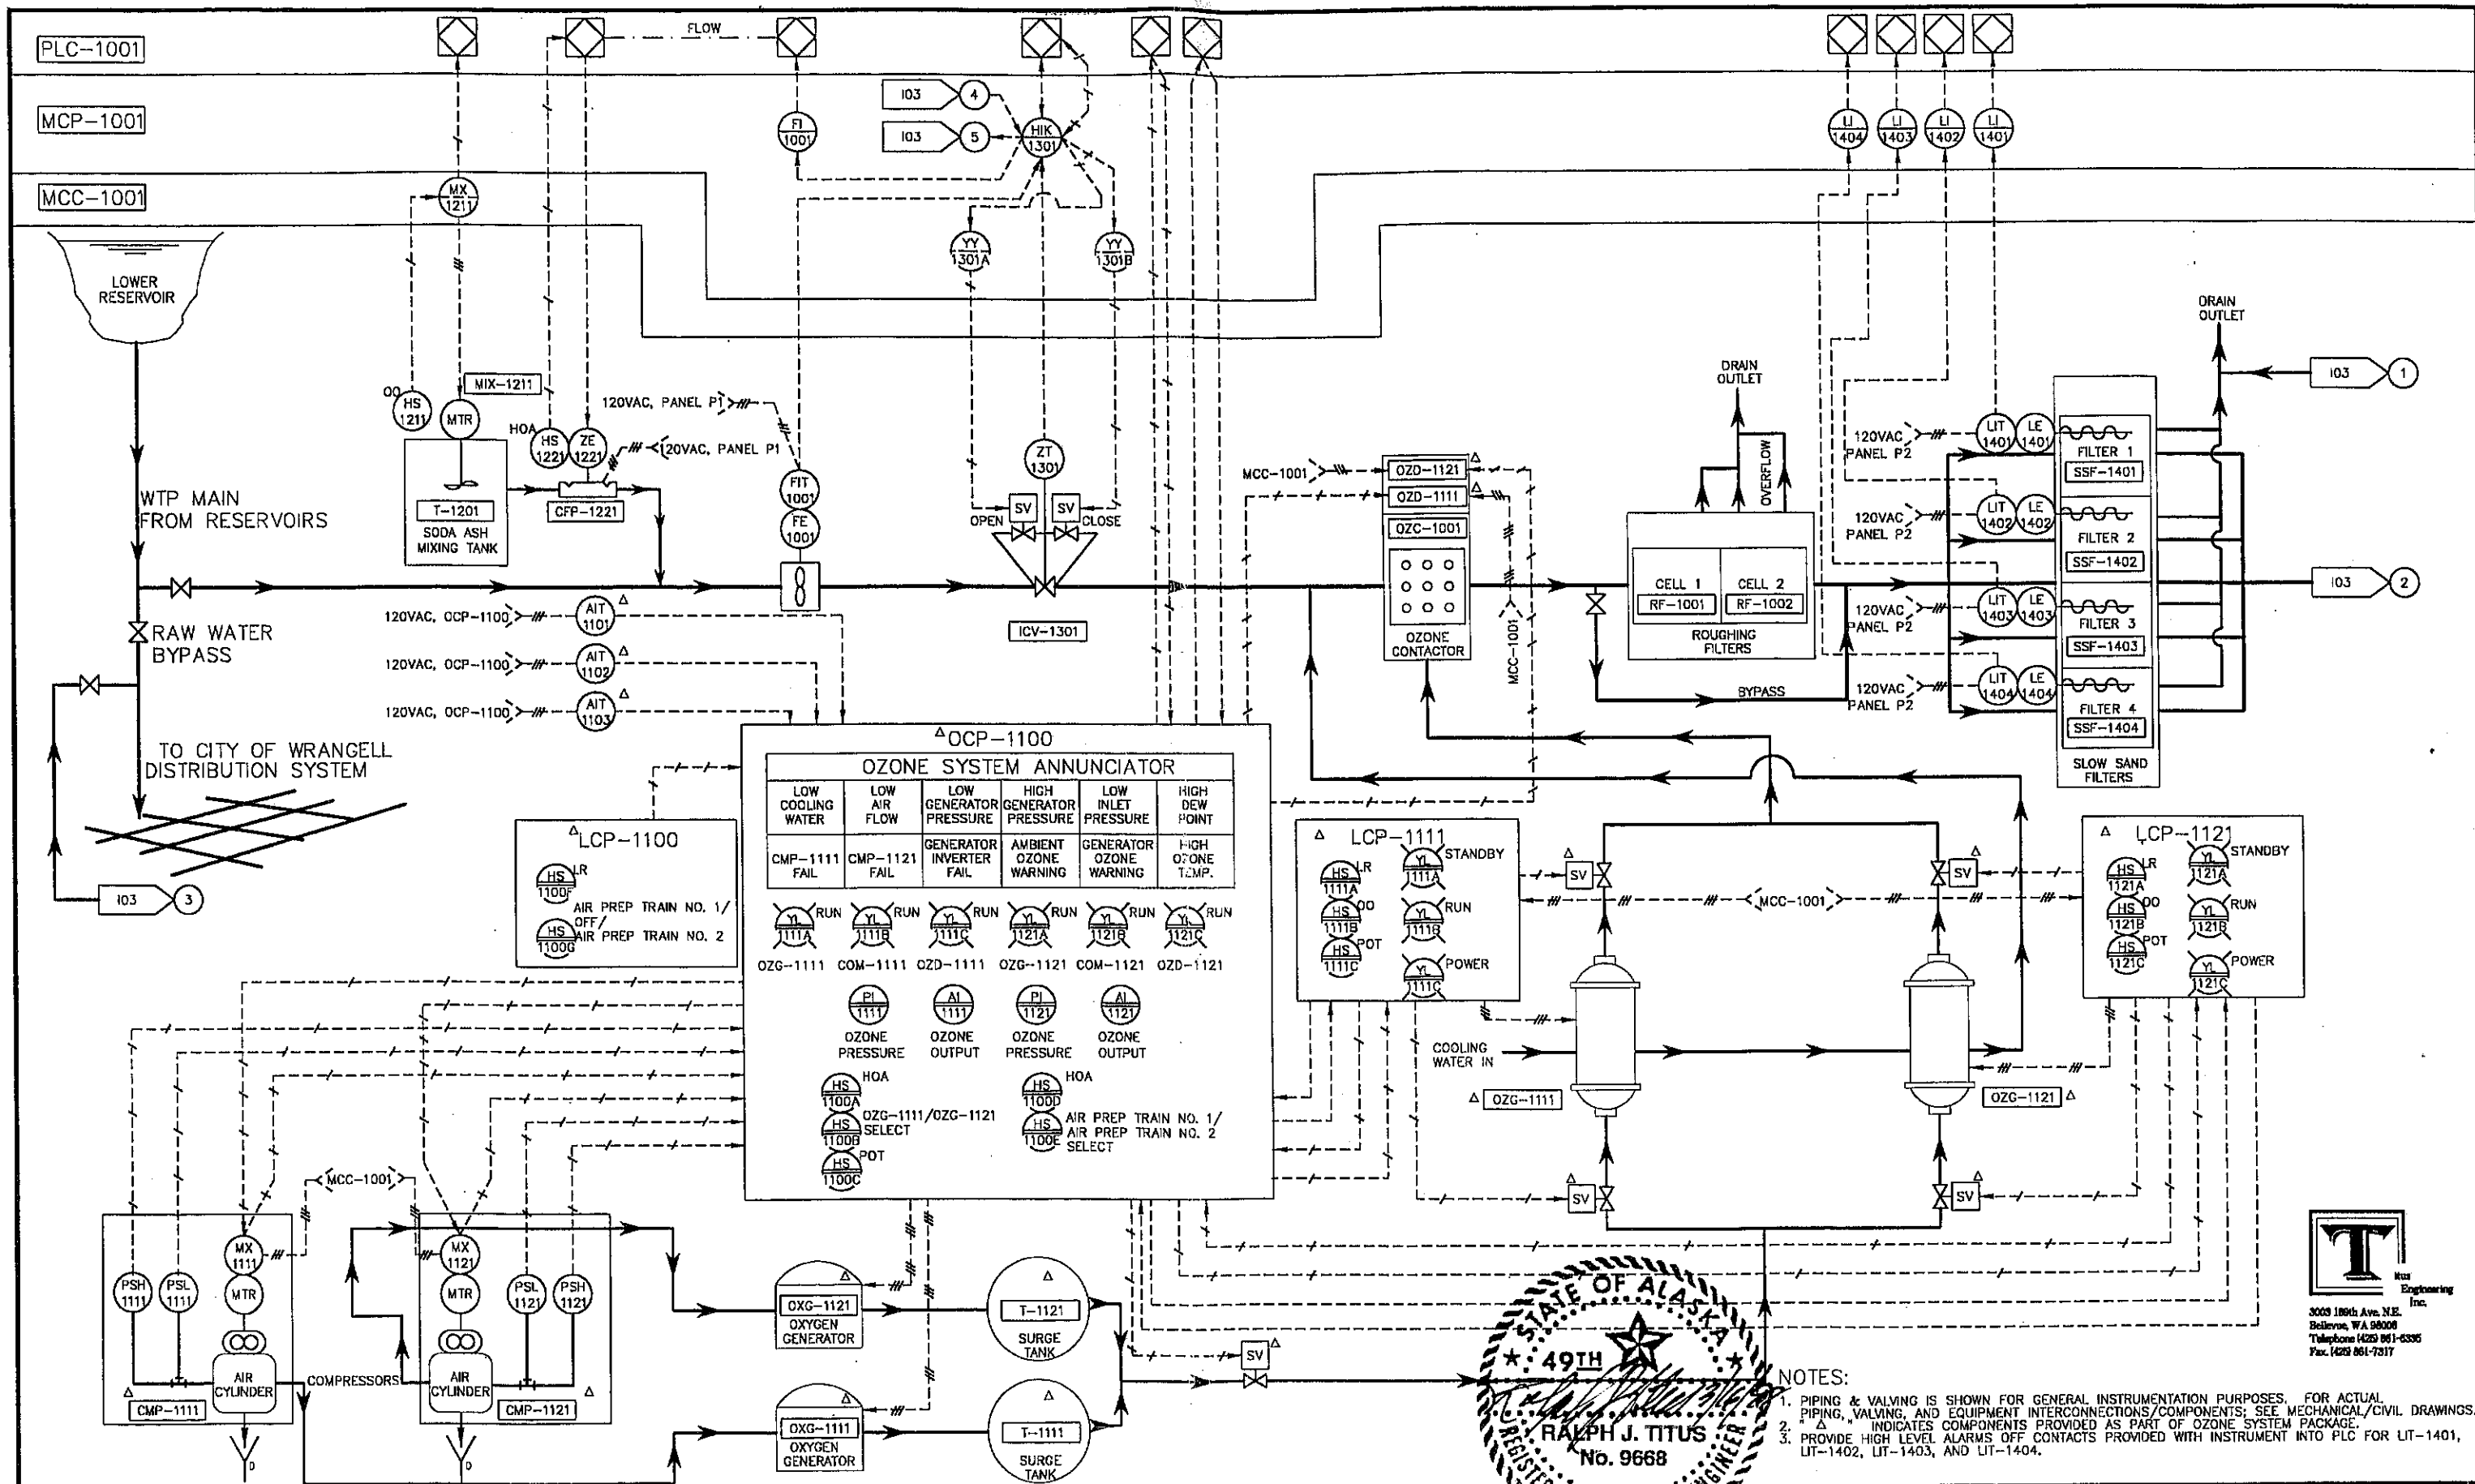 PLC-1001
FLOW
MCP-1001
FI
1001
103
4
103
5
HIK
1301
LI
1404
LI
1403
LI
1402
LI
1401
MCC-1001
MX
1211
YY
1301A
YY
1301B
LOWER
RESERVOIR
WTP MAIN
FROM RESERVOIRS
OO
HS
1211
MIX-1211
MTR
HOA
HS
1221
ZE
1221
120VAC, PANEL P1
120VAC, PANEL P1
CFP-1221
T-1201
SODA ASH
MIXING TANK
FIT
1001
FE
1001
OPEN
SV
SV
CLOSE
ZT
1301
ICV-1301
MCC-1001
OZD-1121
OZD-1111
OZC-1001
OZONE
CONTACTOR
MCC-1001
DRAIN
OUTLET
OVERFLOW
CELL 1
RF-1001
CELL 2
RF-1002
ROUGHING
FILTERS
BYPASS
DRAIN
OUTLET
103
1
103
2
120VAC
PANEL P2
LIT
1401
LE
1401
FILTER 1
SSF-1401
120VAC
PANEL P2
LIT
1402
LE
1402
FILTER 2
SSF-1402
120VAC
PANEL P2
LIT
1403
LE
1403
FILTER 3
SSF-1403
120VAC
PANEL P2
LIT
1404
LE
1404
FILTER 4
SSF-1404
SLOW SAND
FILTERS
RAW WATER
BYPASS
120VAC, OCP-1100
AIT
1101
120VAC, OCP-1100
AIT
1102
120VAC, OCP-1100
AIT
1103
TO CITY OF WRANGELL
DISTRIBUTION SYSTEM
103
3
Δ LCP-1100
HS
1100F
LR
AIR PREP TRAIN NO. 1/
OFF/
AIR PREP TRAIN NO. 2
HS
1100G
Δ OCP-1100
OZONE SYSTEM ANNUNCIATOR
LOW COOLING WATER
LOW AIR FLOW
LOW GENERATOR PRESSURE
HIGH GENERATOR PRESSURE
LOW INLET PRESSURE
HIGH DEW POINT
CMP-1111 FAIL
CMP-1121 FAIL
GENERATOR INVERTER FAIL
AMBIENT OZONE WARNING
GENERATOR OZONE WARNING
HIGH OZONE TEMP.
YL 1111A RUN
YL 1111B RUN
YL 1111C RUN
YL 1121A RUN
YL 1121B RUN
YL 1121C RUN
OZG-1111 COM-1111 OZD-1111 OZG-1121 COM-1121 OZD-1121
PI 1111
AI 1111
PI 1121
AI 1121
OZONE PRESSURE
OZONE OUTPUT
OZONE PRESSURE
OZONE OUTPUT
HS 1100A HOA
HS 1100B OZG-1111/OZG-1121 SELECT
HS 1100C POT
HS 1100D HOA
HS 1100E AIR PREP TRAIN NO. 1/
AIR PREP TRAIN NO. 2
SELECT
Δ LCP-1111
HS 1111A LR
HS 1111B OO
HS 1111C POT
YL 1111A STANDBY
YL 1111B RUN
YL 1111C POWER
SV
SV
MCC-1001
Δ LCP-1121
HS 1121A LR
HS 1121B OO
HS 1121C POT
YL 1121A STANDBY
YL 1121B RUN
YL 1121C POWER
COOLING
WATER IN
Δ OZG-1111
OZG-1121 Δ
SV
SV
MCC-1001
PSH
1111
PSL
1111
MX
1111
MTR
AIR
CYLINDER
CMP-1111
D
COMPRESSORS
MX
1121
MTR
AIR
CYLINDER
PSL
1121
PSH
1121
CMP-1121
D
OXG-1121
OXYGEN
GENERATOR
T-1121
SURGE
TANK
OXG-1111
OXYGEN
GENERATOR
T-1111
SURGE
TANK
SV
STATE OF ALASKA
49TH
RALPH J. TITUS
No. 9668
REGISTERED
ENGINEER
T
Engineering
Inc.
Bellevue, WA 98008
NOTES:
1. PIPING & VALVING IS SHOWN FOR GENERAL INSTRUMENTATION PURPOSES. FOR ACTUAL
PIPING, VALVING, AND EQUIPMENT INTERCONNECTIONS/COMPONENTS; SEE MECHANICAL/CIVIL DRAWINGS.
2. " Δ " INDICATES COMPONENTS PROVIDED AS PART OF OZONE SYSTEM PACKAGE.
3. PROVIDE HIGH LEVEL ALARMS OFF CONTACTS PROVIDED WITH INSTRUMENT INTO PLC FOR LIT-1401,
LIT-1402, LIT-1403, AND LIT-1404.